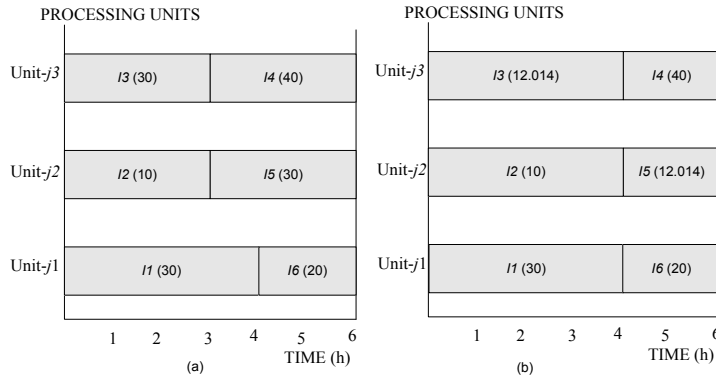 PROCESSING UNITS
Unit-j3
I3 (30)
I4 (40)
Unit-j2
I2 (10)
I5 (30)
Unit-j1
I1 (30)
I6 (20)
1 2 3 4 5 6
TIME (h)
(a)
PROCESSING UNITS
Unit-j3
I3 (12.014)
I4 (40)
Unit-j2
I2 (10)
I5 (12.014)
Unit-j1
I1 (30)
I6 (20)
1 2 3 4 5 6
TIME (h)
(b)